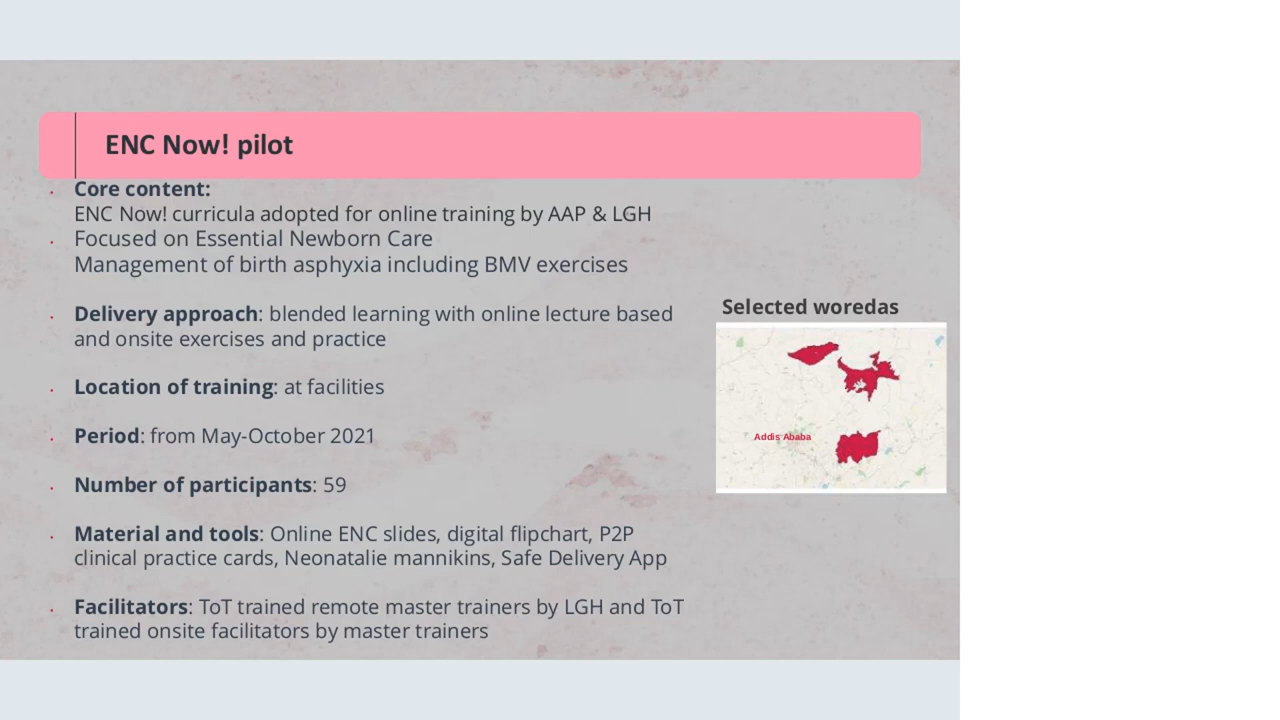 ENC Now! pilot
Core content:
ENC Now! curricula adopted for online training by AAP & LGH
Focused on Essential Newborn Care
Management of birth asphyxia including BMV exercises
Delivery approach: blended learning with online lecture based
and onsite exercises and practice
Location of training: at facilities
Period: from May-October 2021
Number of participants: 59
Material and tools: Online ENC slides, digital flipchart, P2P
clinical practice cards, Neonatalie mannikins, Safe Delivery App
Facilitators: ToT trained remote master trainers by LGH and ToT
trained onsite facilitators by master trainers
Selected woredas
Addis Ababa